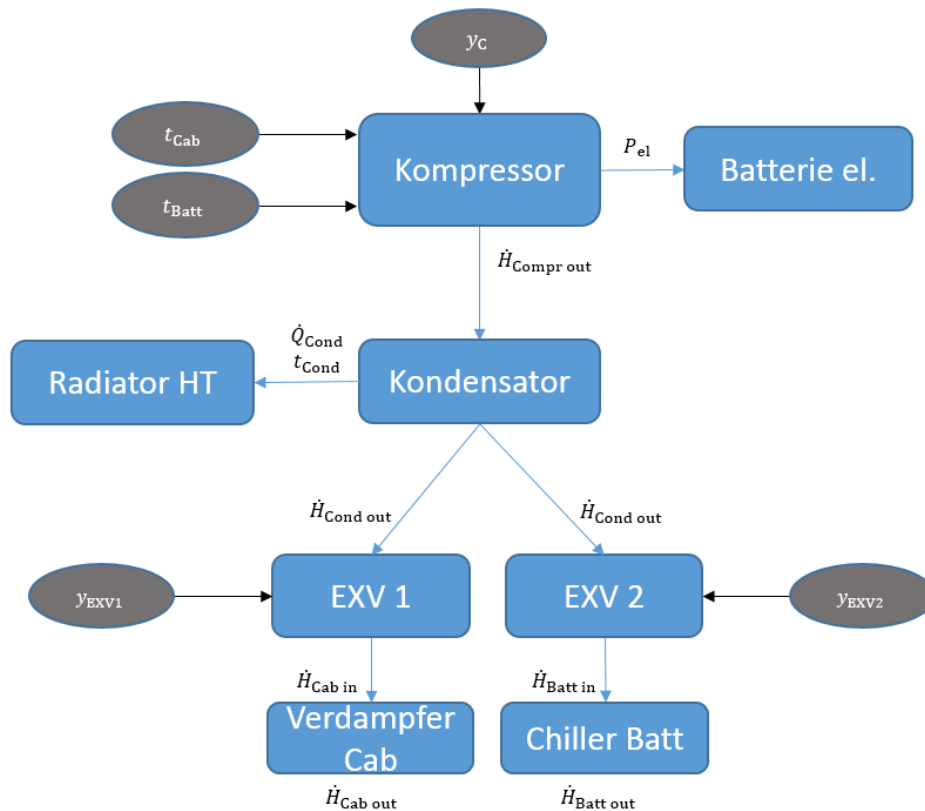 y_C
t_Cab
Kompressor
P_el
Batterie el.
t_Batt
Ḣ_Compr out
Q̇_Cond
t_Cond
Radiator HT
Kondensator
Ḣ_Cond out
Ḣ_Cond out
y_EXV1
EXV 1
EXV 2
y_EXV2
Ḣ_Cab in
Ḣ_Batt in
Verdampfer
Cab
Chiller Batt
Ḣ_Cab out
Ḣ_Batt out